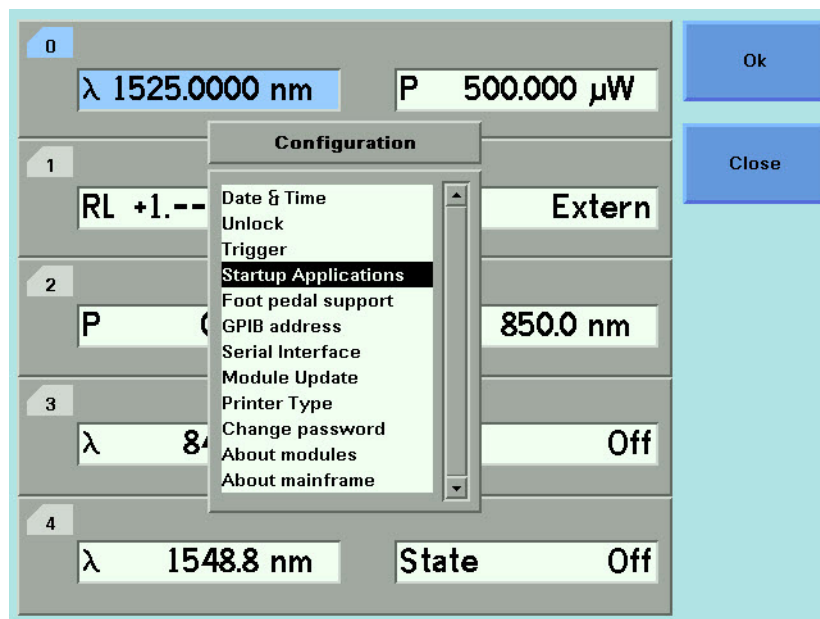 0
λ 1525.0000 nm
P 500.000 µW
Ok
Close
Configuration
1
RL +1.--
Extern
Date & Time
Unlock
Trigger
Startup Applications
Foot pedal support
GPIB address
Serial Interface
Module Update
Printer Type
Change password
About modules
About mainframe
2
P
850.0 nm
3
λ
Off
4
λ 1548.8 nm
State Off